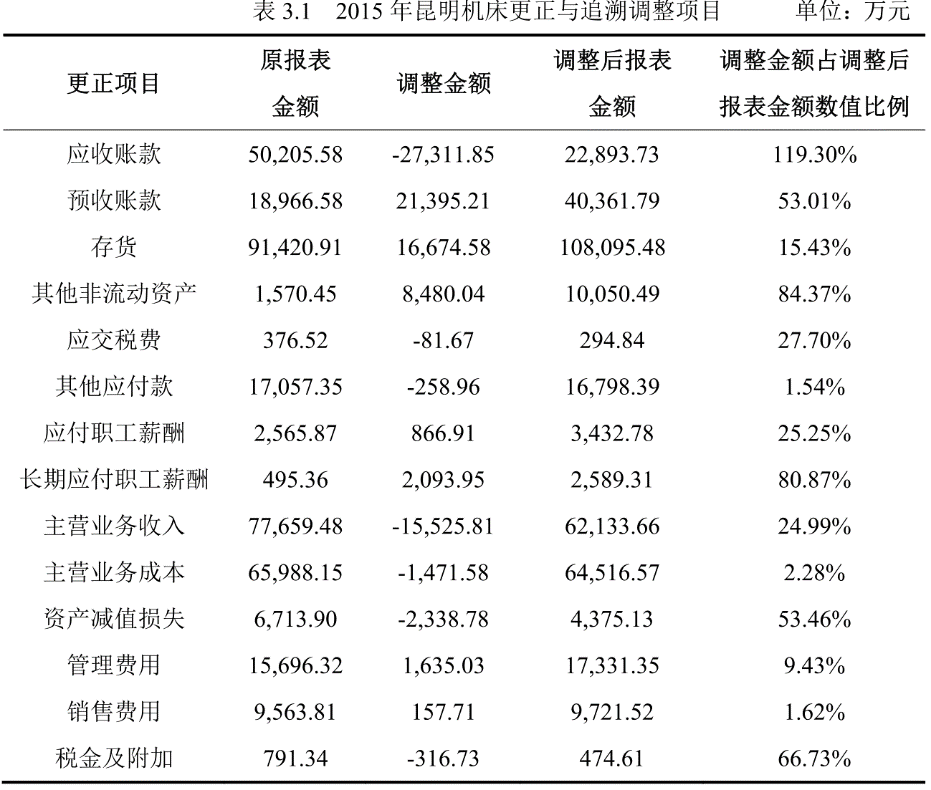 表 3.1 2015 年昆明机床更正与追溯调整项目 单位：万元
更正项目 原报表金额 调整金额 调整后报表金额 调整金额占调整后报表金额数值比例
应收账款 50,205.58 -27,311.85 22,893.73 119.30%
预收账款 18,966.58 21,395.21 40,361.79 53.01%
存货 91,420.91 16,674.58 108,095.48 15.43%
其他非流动资产 1,570.45 8,480.04 10,050.49 84.37%
应交税费 376.52 -81.67 294.84 27.70%
其他应付款 17,057.35 -258.96 16,798.39 1.54%
应付职工薪酬 2,565.87 866.91 3,432.78 25.25%
长期应付职工薪酬 495.36 2,093.95 2,589.31 80.87%
主营业务收入 77,659.48 -15,525.81 62,133.66 24.99%
主营业务成本 65,988.15 -1,471.58 64,516.57 2.28%
资产减值损失 6,713.90 -2,338.78 4,375.13 53.46%
管理费用 15,696.32 1,635.03 17,331.35 9.43%
销售费用 9,563.81 157.71 9,721.52 1.62%
税金及附加 791.34 -316.73 474.61 66.73%